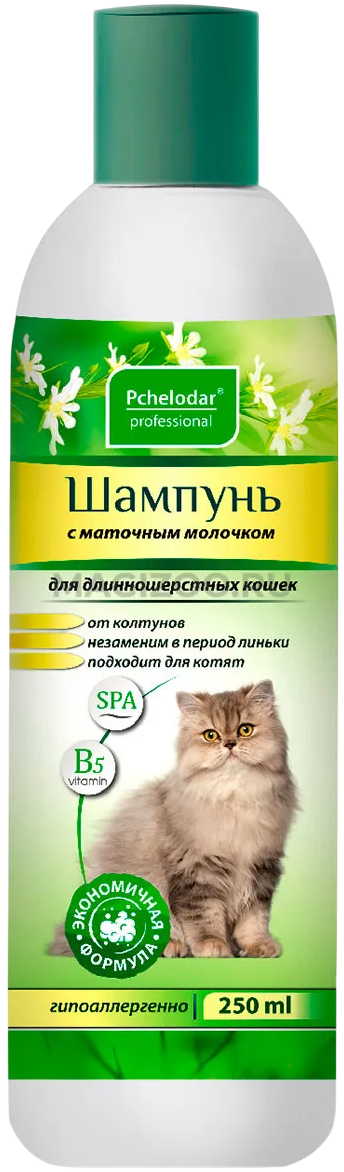 Pchelodar®
professional
Шампунь
с маточным молочком
для длинношерстных кошек
от колтунов
незаменим в период линьки
подходит для котят
SPA
B5
vitamin
ЭКОНОМИЧНАЯ
ФОРМУЛА
гипоаллергенно
250 ml